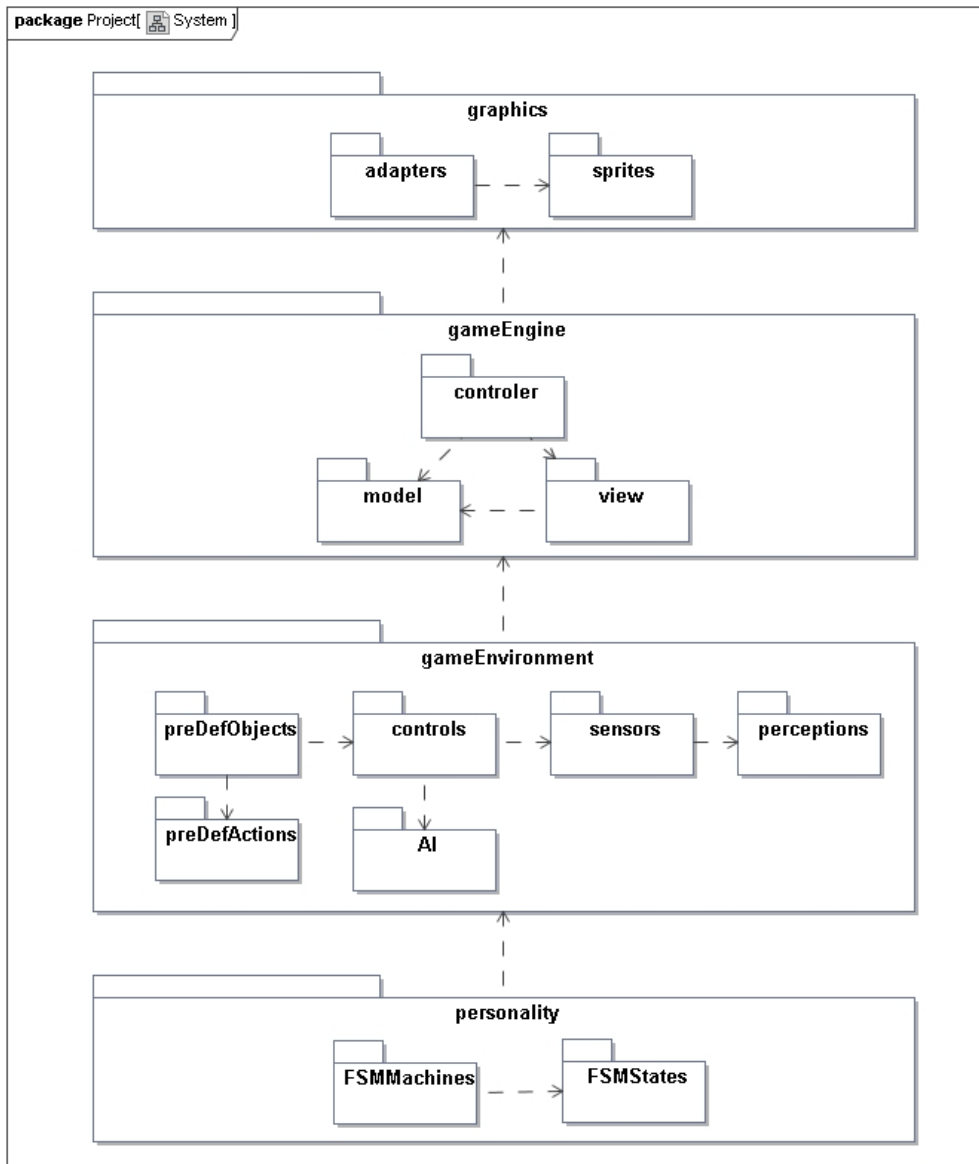 package Project[ System ]
graphics
adapters
sprites
gameEngine
controler
model
view
gameEnvironment
preDefObjects
controls
sensors
perceptions
preDefActions
AI
personality
FSMMachines
FSMStates